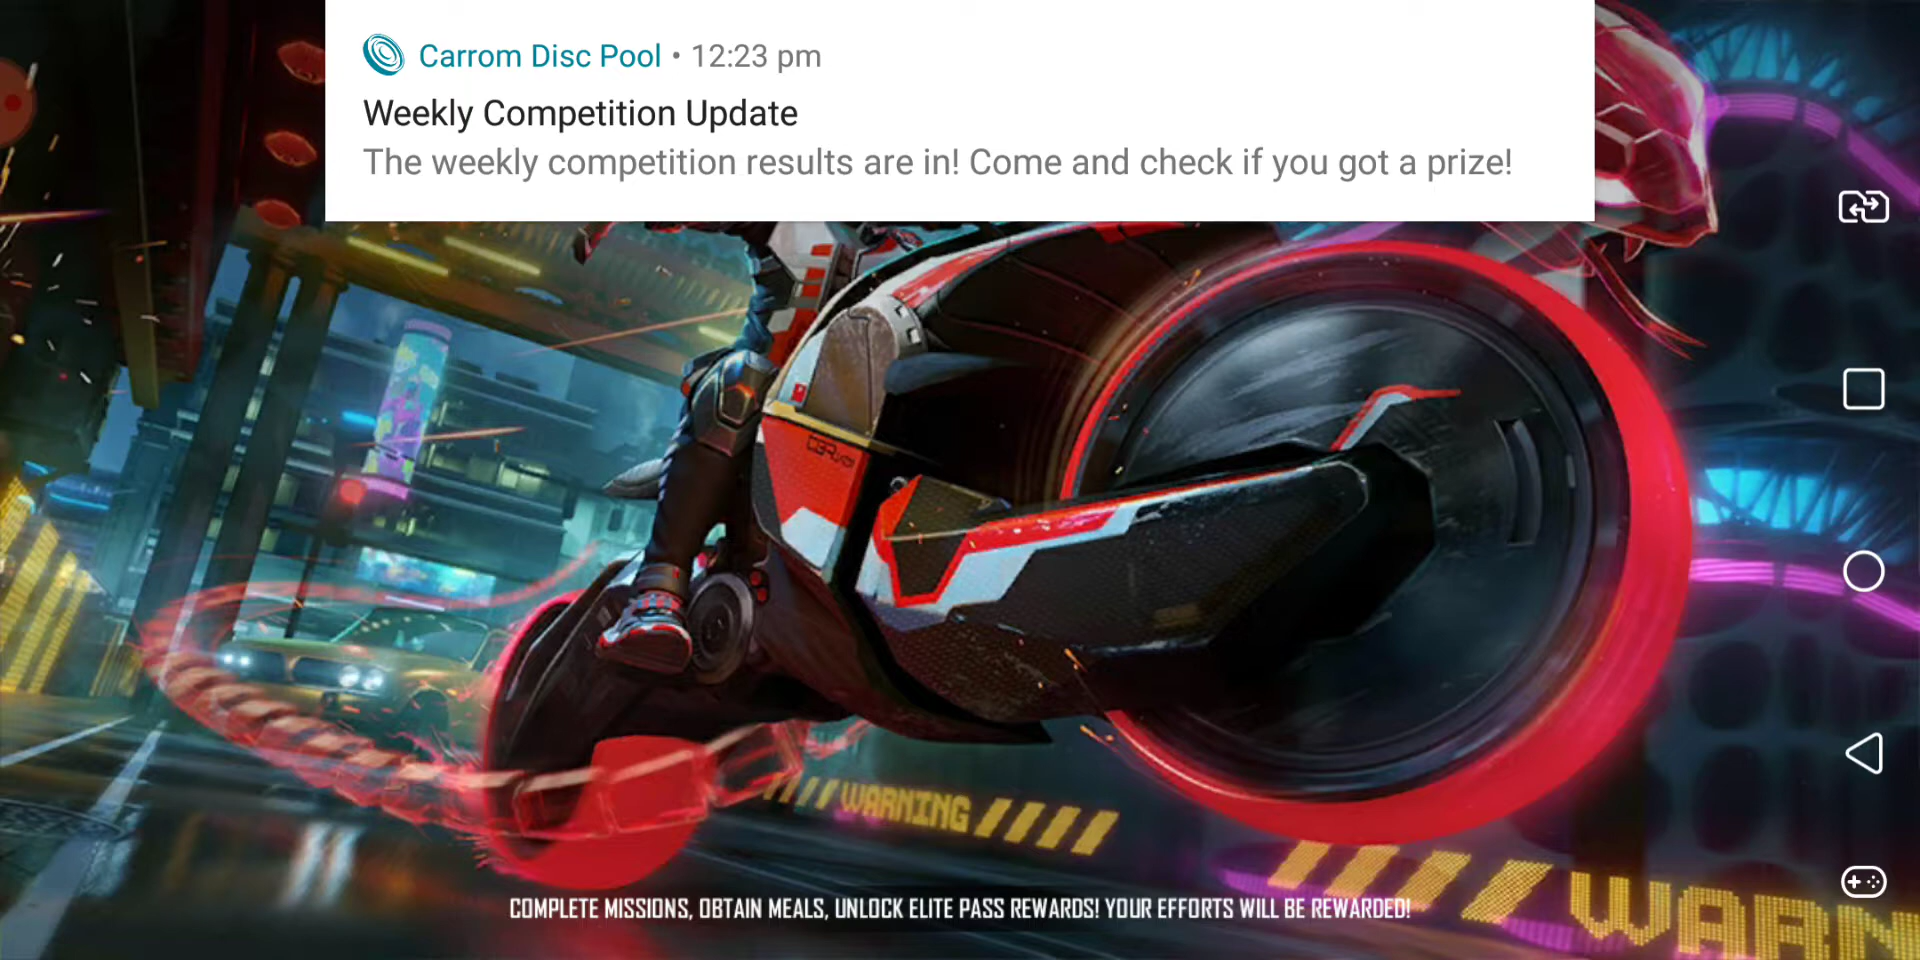 Carrom Disc Pool • 12:23 pm
Weekly Competition Update
The weekly competition results are in! Come and check if you got a prize!
WARNING
COMPLETE MISSIONS, OBTAIN MEALS, UNLOCK ELITE PASS REWARDS! YOUR EFFORTS WILL BE REWARDED!
WARN